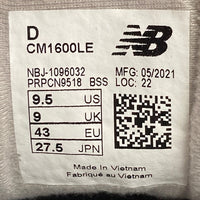 D
CM1600LE
NB
NBJ-1096032
PRPCN9518 BSS
MFG: 05/2021
LOC: 22
9.5 US
9 UK
43 EU
27.5 JPN
Made in Vietnam
Fabriqué au Vietnam